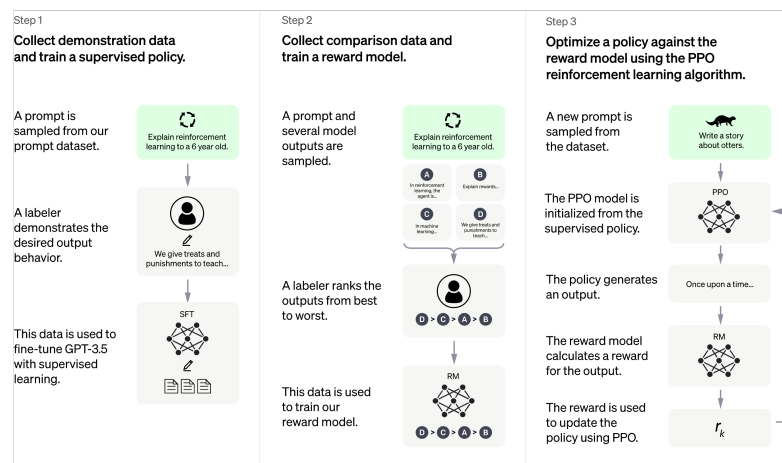 Step 1
Collect demonstration data
and train a supervised policy.
A prompt is
sampled from our
prompt dataset.
Explain reinforcement
learning to a 6 year old.
A labeler
demonstrates the
desired output
behavior.
We give treats and
punishments to teach...
This data is used to
fine-tune GPT-3.5
with supervised
learning.
SFT
Step 2
Collect comparison data and
train a reward model.
A prompt and
several model
outputs are
sampled.
Explain reinforcement
learning to a 6 year old.
A
In reinforcement
learning, the
agent is...
B
Explain rewards...
C
In machine
learning...
D
We give treats and
punishments to
teach...
A labeler ranks the
outputs from best
to worst.
D > C > A > B
This data is used
to train our
reward model.
RM
D > C > A > B
Step 3
Optimize a policy against the
reward model using the PPO
reinforcement learning algorithm.
A new prompt is
sampled from
the dataset.
Write a story
about otters.
The PPO model is
initialized from the
supervised policy.
PPO
The policy generates
an output.
Once upon a time...
The reward model
calculates a reward
for the output.
RM
The reward is used
to update the
policy using PPO.
rₖ